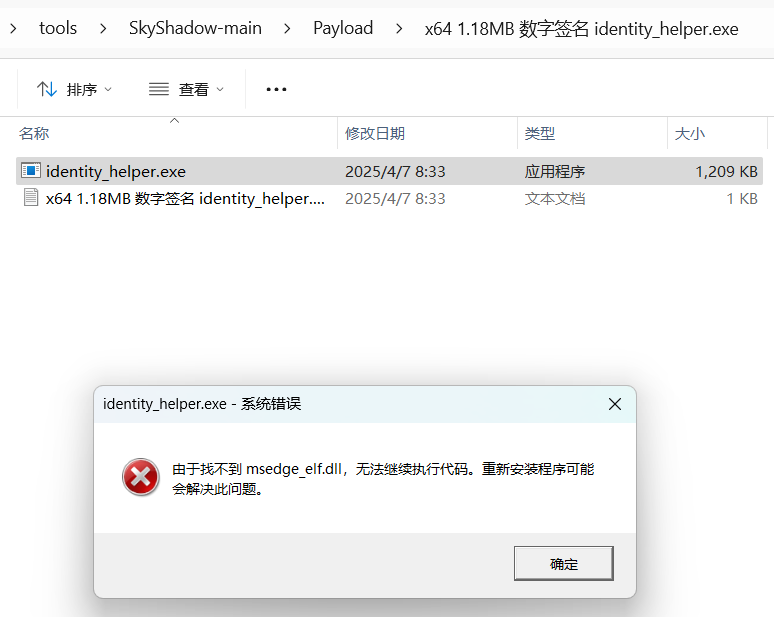 tools > SkyShadow-main > Payload > x64 1.18MB 数字签名 identity_helper.exe
排序 查看 •••
名称 修改日期 类型 大小
identity_helper.exe 2025/4/7 8:33 应用程序 1,209 KB
x64 1.18MB 数字签名 identity_helper.... 2025/4/7 8:33 文本文档 1 KB
identity_helper.exe - 系统错误
由于找不到 msedge_elf.dll，无法继续执行代码。重新安装程序可能
会解决此问题。
确定